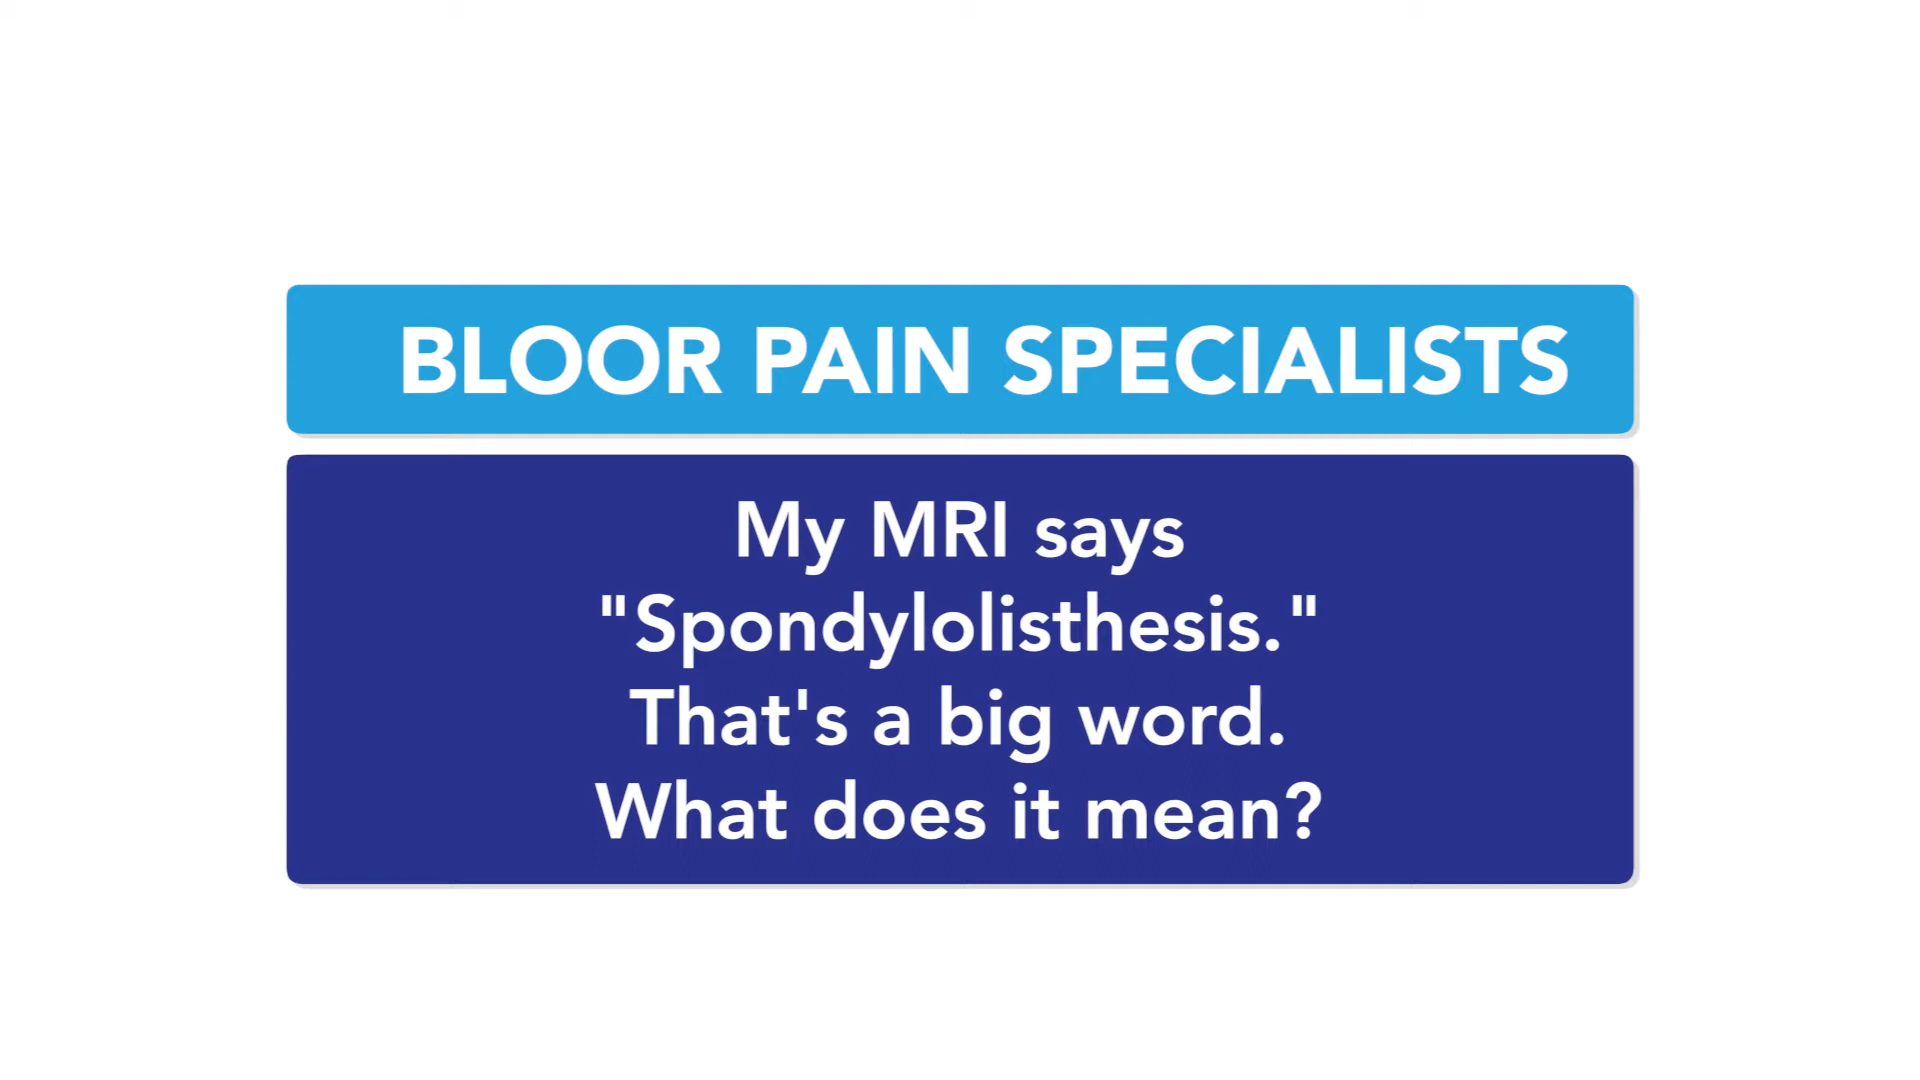 BLOOR PAIN SPECIALISTS
My MRI says
"Spondylolisthesis."
That's a big word.
What does it mean?